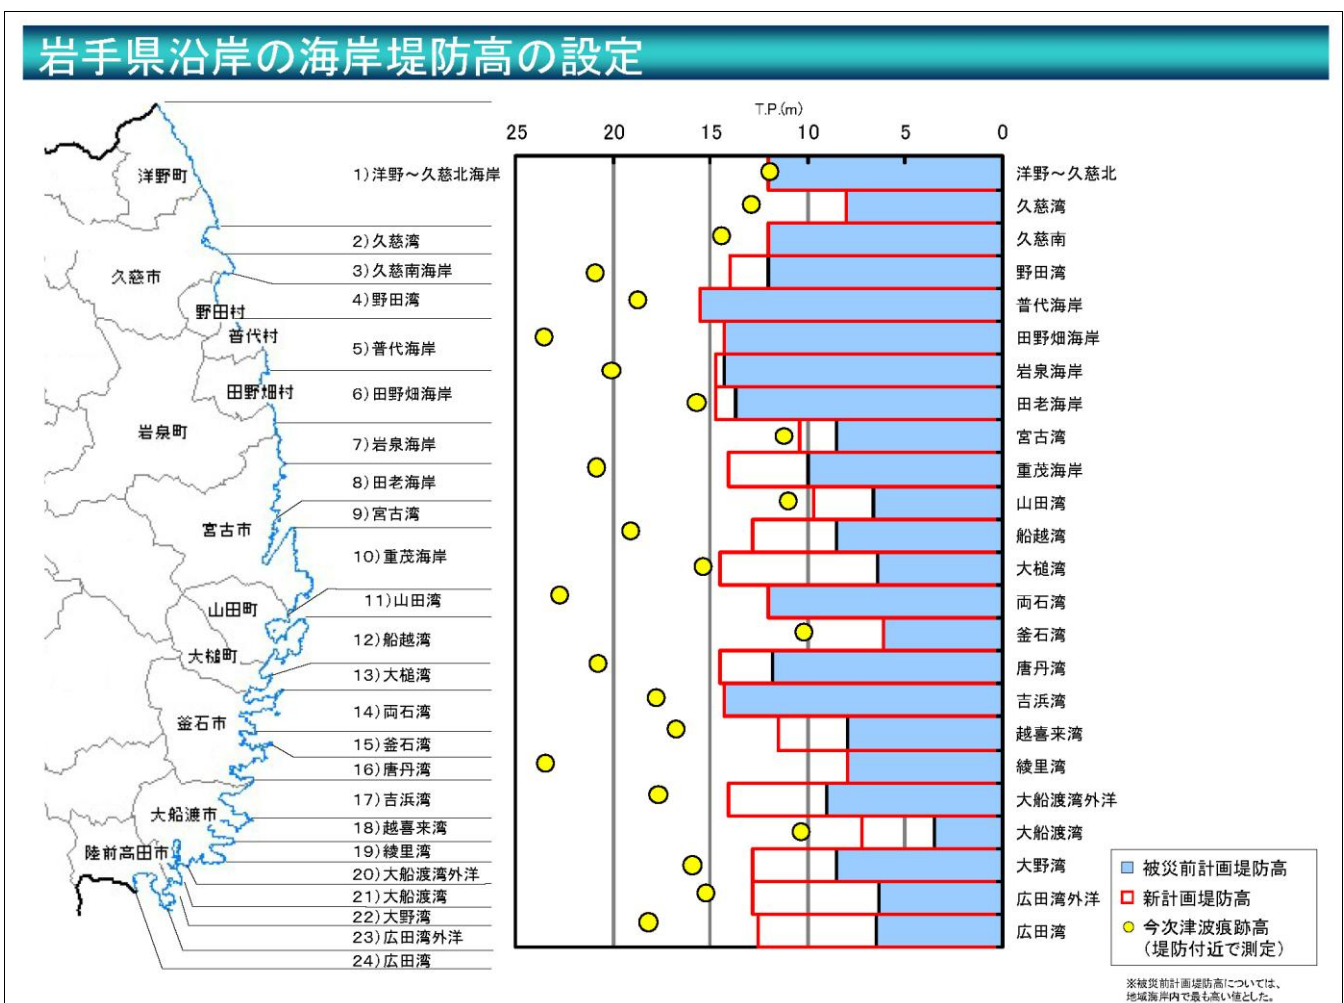 岩手県沿岸の海岸堤防高の設定
T.P.(m)
25 20 15 10 5 0
洋野町
久慈市
野田村
普代村
田野畑村
岩泉町
宮古市
山田町
大槌町
釜石市
大船渡市
陸前高田市
1)洋野～久慈北海岸
2)久慈湾
3)久慈南海岸
4)野田湾
5)普代海岸
6)田野畑海岸
7)岩泉海岸
8)田老海岸
9)宮古湾
10)重茂海岸
11)山田湾
12)船越湾
13)大槌湾
14)両石湾
15)釜石湾
16)唐丹湾
17)吉浜湾
18)越喜来湾
19)綾里湾
20)大船渡湾外洋
21)大船渡湾
22)大野湾
23)広田湾外洋
24)広田湾
洋野～久慈北
久慈湾
久慈南
野田湾
普代海岸
田野畑海岸
岩泉海岸
田老海岸
宮古湾
重茂海岸
山田湾
船越湾
大槌湾
両石湾
釜石湾
唐丹湾
吉浜湾
越喜来湾
綾里湾
大船渡湾外洋
大船渡湾
大野湾
広田湾外洋
広田湾
被災前計画堤防高
新計画堤防高
今次津波痕跡高
(堤防付近で測定)
※被災前計画堤防高については、
地域海岸内で最も高い値とした。